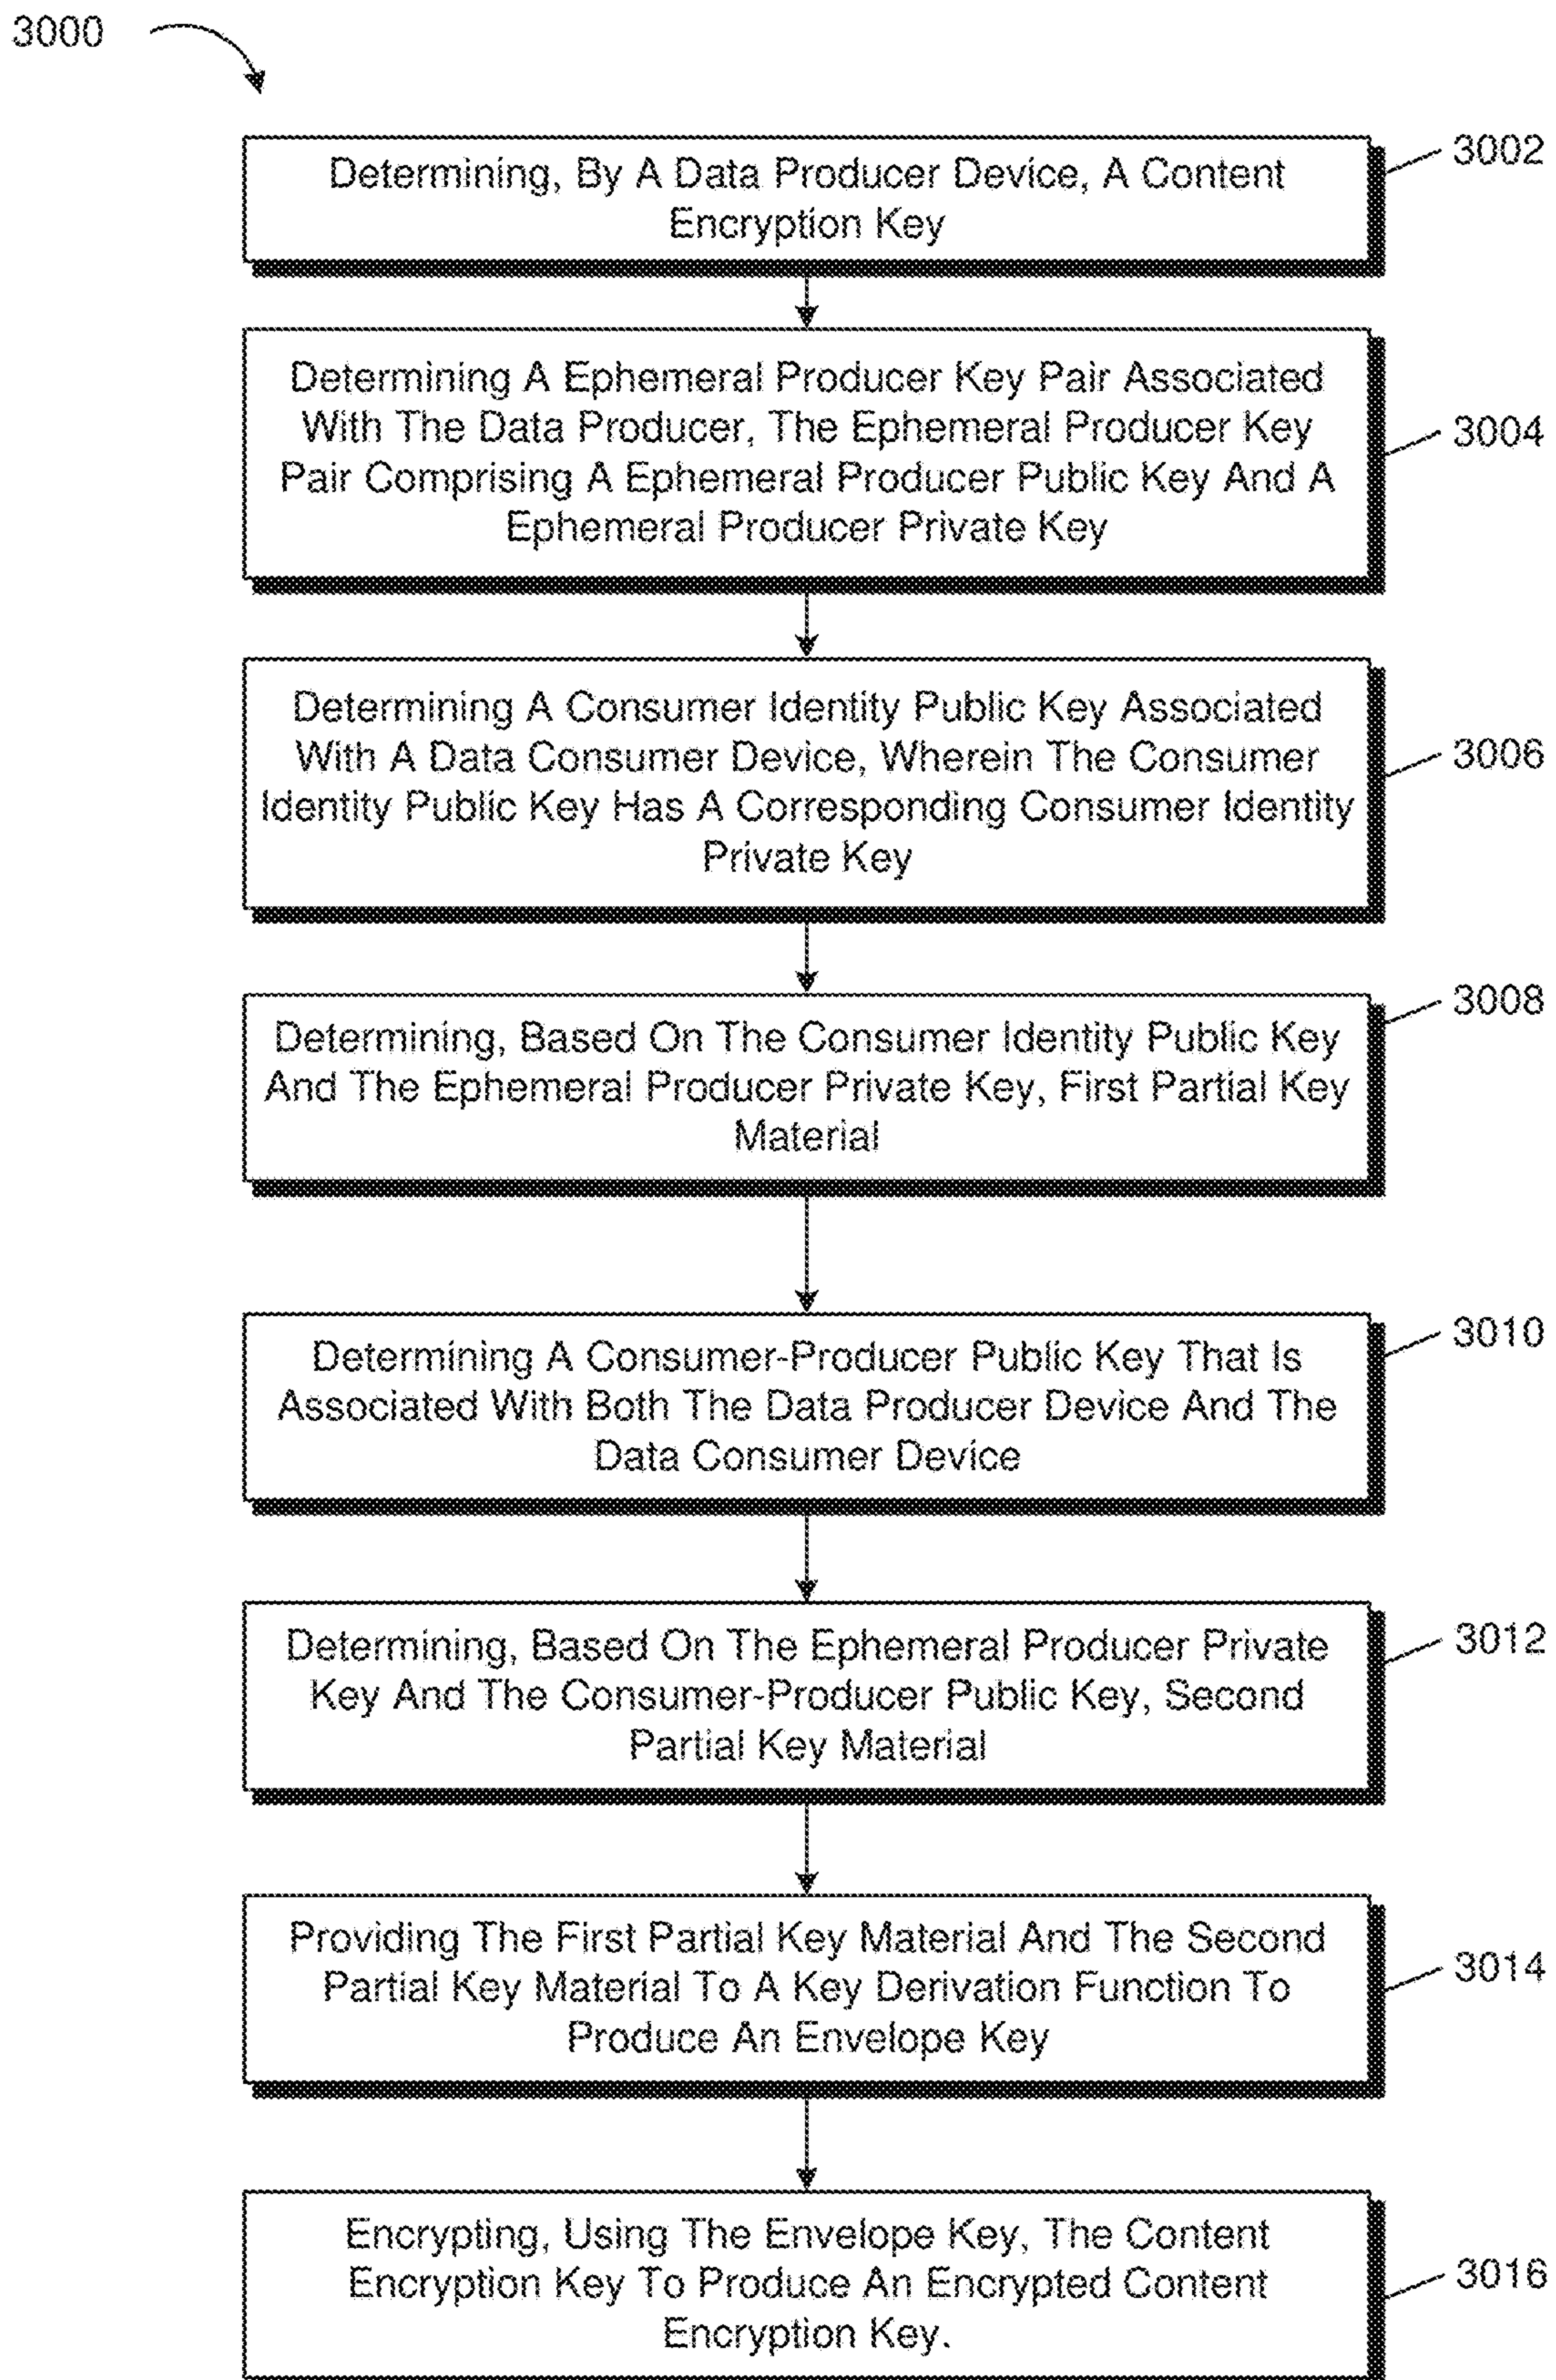 3000
Determining, By A Data Producer Device, A Content
Encryption Key
3002
Determining A Ephemeral Producer Key Pair Associated
With The Data Producer, The Ephemeral Producer Key
Pair Comprising A Ephemeral Producer Public Key And A
Ephemeral Producer Private Key
3004
Determining A Consumer Identity Public Key Associated
With A Data Consumer Device, Wherein The Consumer
Identity Public Key Has A Corresponding Consumer Identity
Private Key
3006
Determining, Based On The Consumer Identity Public Key
And The Ephemeral Producer Private Key, First Partial Key
Material
3008
Determining A Consumer-Producer Public Key That Is
Associated With Both The Data Producer Device And The
Data Consumer Device
3010
Determining, Based On The Ephemeral Producer Private
Key And The Consumer-Producer Public Key, Second
Partial Key Material
3012
Providing The First Partial Key Material And The Second
Partial Key Material To A Key Derivation Function To
Produce An Envelope Key
3014
Encrypting, Using The Envelope Key, The Content
Encryption Key To Produce An Encrypted Content
Encryption Key.
3016